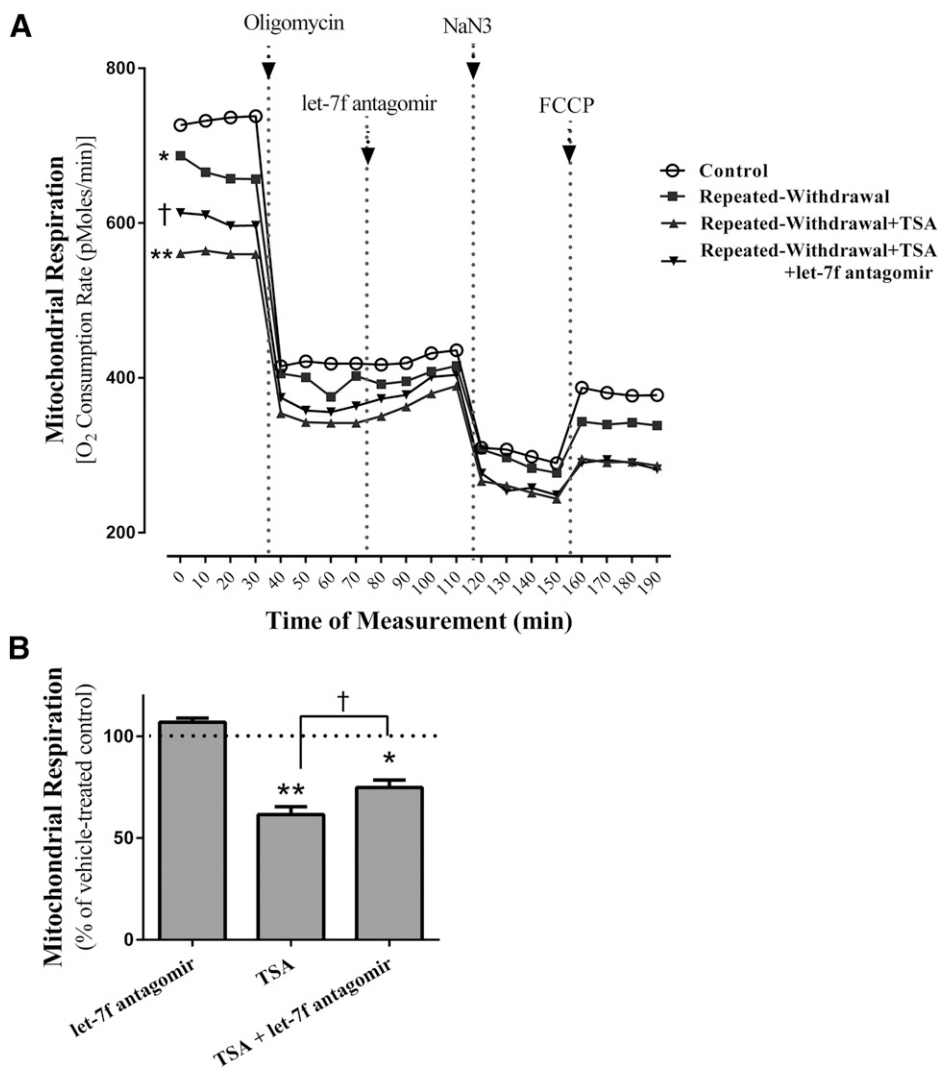 A
Oligomycin
NaN3
let-7f antagomir
FCCP
800
600
400
200
Mitochondrial Respiration
[O2 Consumption Rate (pMoles/min)]
*
†
**
Control
Repeated-Withdrawal
Repeated-Withdrawal+TSA
Repeated-Withdrawal+TSA
+let-7f antagomir
0 10 20 30 40 50 60 70 80 90 100 110 120 130 140 150 160 170 180 190
Time of Measurement (min)
B
Mitochondrial Respiration
(% of vehicle-treated control)
100
50
0
†
**
*
let-7f antagomir
TSA
TSA + let-7f antagomir